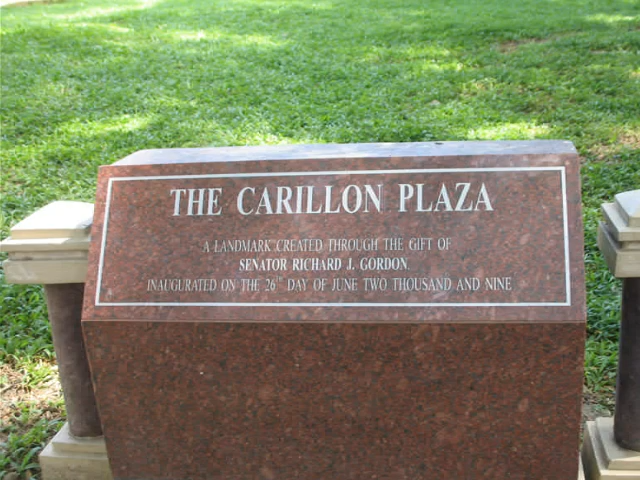 THE CARILLON PLAZA
A LANDMARK CREATED THROUGH THE GIFT OF
SENATOR RICHARD J. GORDON
INAUGURATED ON THE 26TH DAY OF JUNE TWO THOUSAND AND NINE